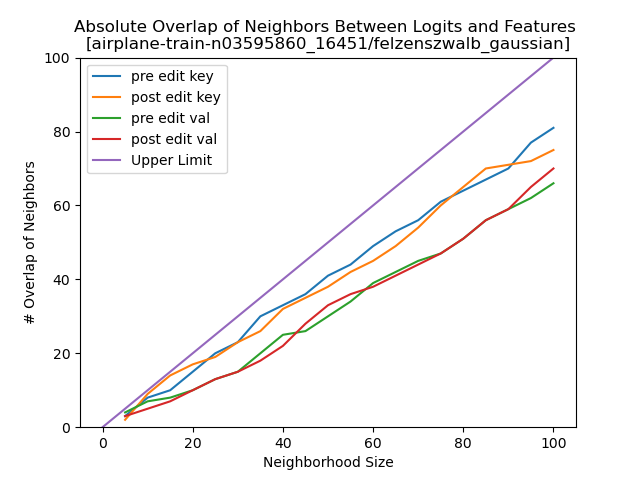 Absolute Overlap of Neighbors Between Logits and Features
[airplane-train-n03595860_16451/felzenszwalb_gaussian]
100
80
60
40
20
0
# Overlap of Neighbors
pre edit key
post edit key
pre edit val
post edit val
Upper Limit
0 20 40 60 80 100
Neighborhood Size